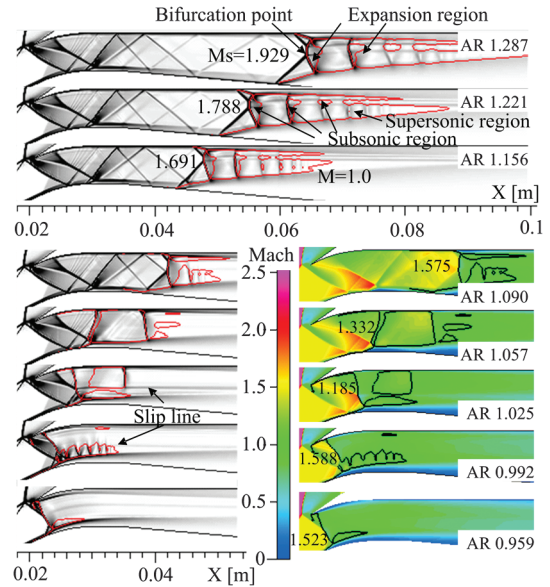 Bifurcation point
Expansion region
Ms=1.929
AR 1.287
1.788
AR 1.221
Supersonic region
Subsonic region
1.691
AR 1.156
M=1.0
X [m]
0.02 0.04 0.06 0.08 0.1
Mach
2.5
2.0
1.5
1.0
0.5
0
1.575
AR 1.090
1.332
AR 1.057
1.185
AR 1.025
Slip line
1.588
AR 0.992
1.523
AR 0.959
0.02 0.04
X [m]